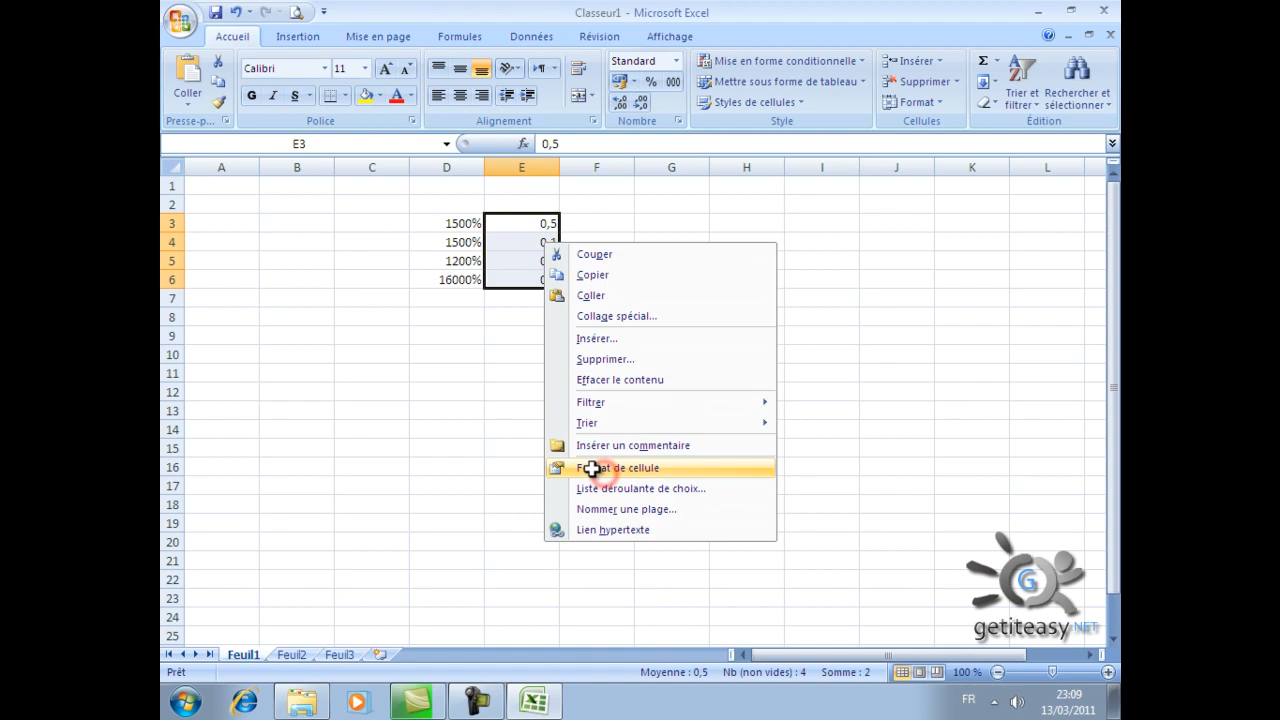 Classeur1 - Microsoft Excel
Accueil Insertion Mise en page Formules Données Révision Affichage
Coller
Presse-p...
Calibri 11
G I S
Police
Alignement
Standard
% 000
Nombre
Mise en forme conditionnelle
Mettre sous forme de tableau
Styles de cellules
Style
Insérer
Supprimer
Format
Cellules
Σ
Trier et filtrer
Rechercher et sélectionner
Édition
E3 fx 0,5
A B C D E F G H I J K L
1
2
3 1500% 0,5
4 1500% 0,1
5 1200% 0
6 16000% 0
7
8
9
10
11
12
13
14
15
16
17
18
19
20
21
22
23
24
25
Couper
Copier
Coller
Collage spécial...
Insérer...
Supprimer...
Effacer le contenu
Filtrer
Trier
Insérer un commentaire
de cellule
Liste déroulante de choix...
Nommer une plage...
Lien hypertexte
G
getiteasy.NET
Feuil1 Feuil2 Feuil3
Prêt Moyenne : 0,5 Nb (non vides) : 4 Somme : 2 100 %
FR 23:09
13/03/2011